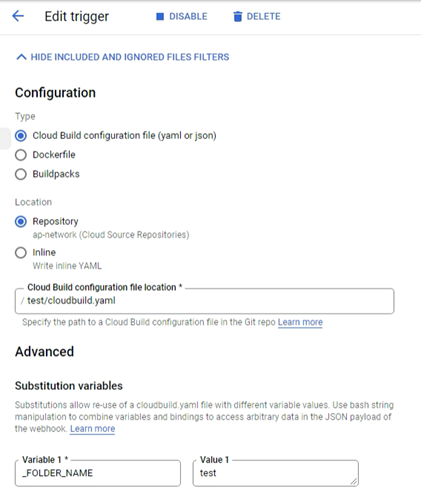 Edit trigger
DISABLE
DELETE
HIDE INCLUDED AND IGNORED FILES FILTERS
Configuration
Type
Cloud Build configuration file (yaml or json)
Dockerfile
Buildpacks
Location
Repository
ap-network (Cloud Source Repositories)
Inline
Write inline YAML
Cloud Build configuration file location *
/ test/cloudbuild.yaml
Specify the path to a Cloud Build configuration file in the Git repo Learn more
Advanced
Substitution variables
Substitutions allow re-use of a cloudbuild.yaml file with different variable values. Use bash string
manipulation to combine variables and bindings to access arbitrary data in the JSON payload of
the webhook. Learn more
Variable 1 *
_FOLDER_NAME
Value 1
test